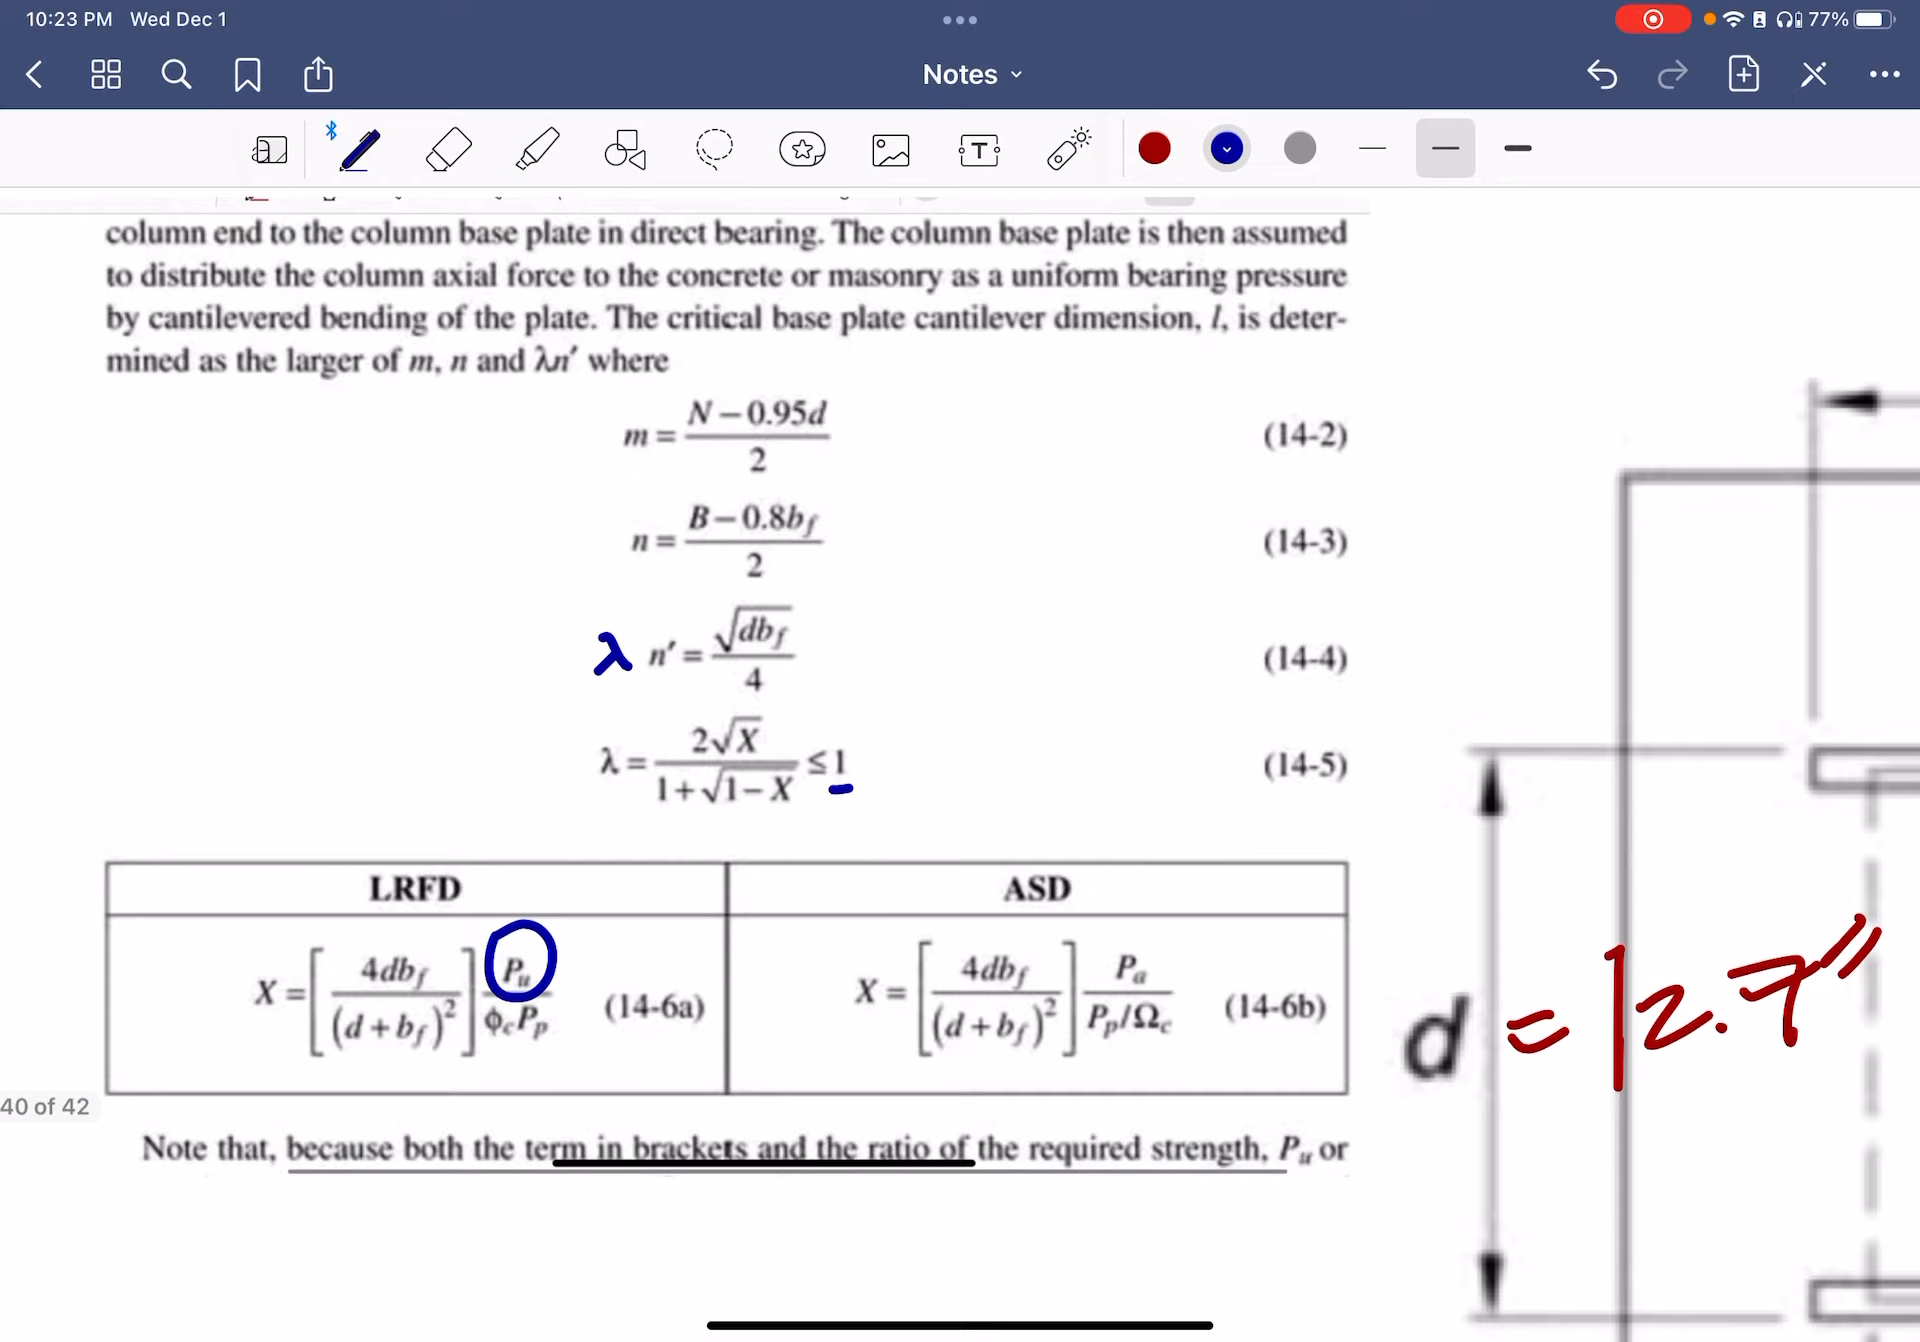 10:23 PM Wed Dec 1
77%
Notes
a
T
column end to the column base plate in direct bearing. The column base plate is then assumed
to distribute the column axial force to the concrete or masonry as a uniform bearing pressure
by cantilevered bending of the plate. The critical base plate cantilever dimension, l, is deter-
mined as the larger of m, n and λn′ where
m = (N − 0.95d) / 2 (14-2)
n = (B − 0.8b_f) / 2 (14-3)
λ n′ = √(db_f) / 4 (14-4)
λ = 2√X / (1 + √(1 − X)) ≤ 1 (14-5)
LRFD
ASD
X = [4db_f / (d + b_f)²] P_u / ϕ_cP_p (14-6a)
X = [4db_f / (d + b_f)²] P_a / (P_p/Ω_c) (14-6b)
d = 12.7"
40 of 42
Note that, because both the term in brackets and the ratio of the required strength, P_u or